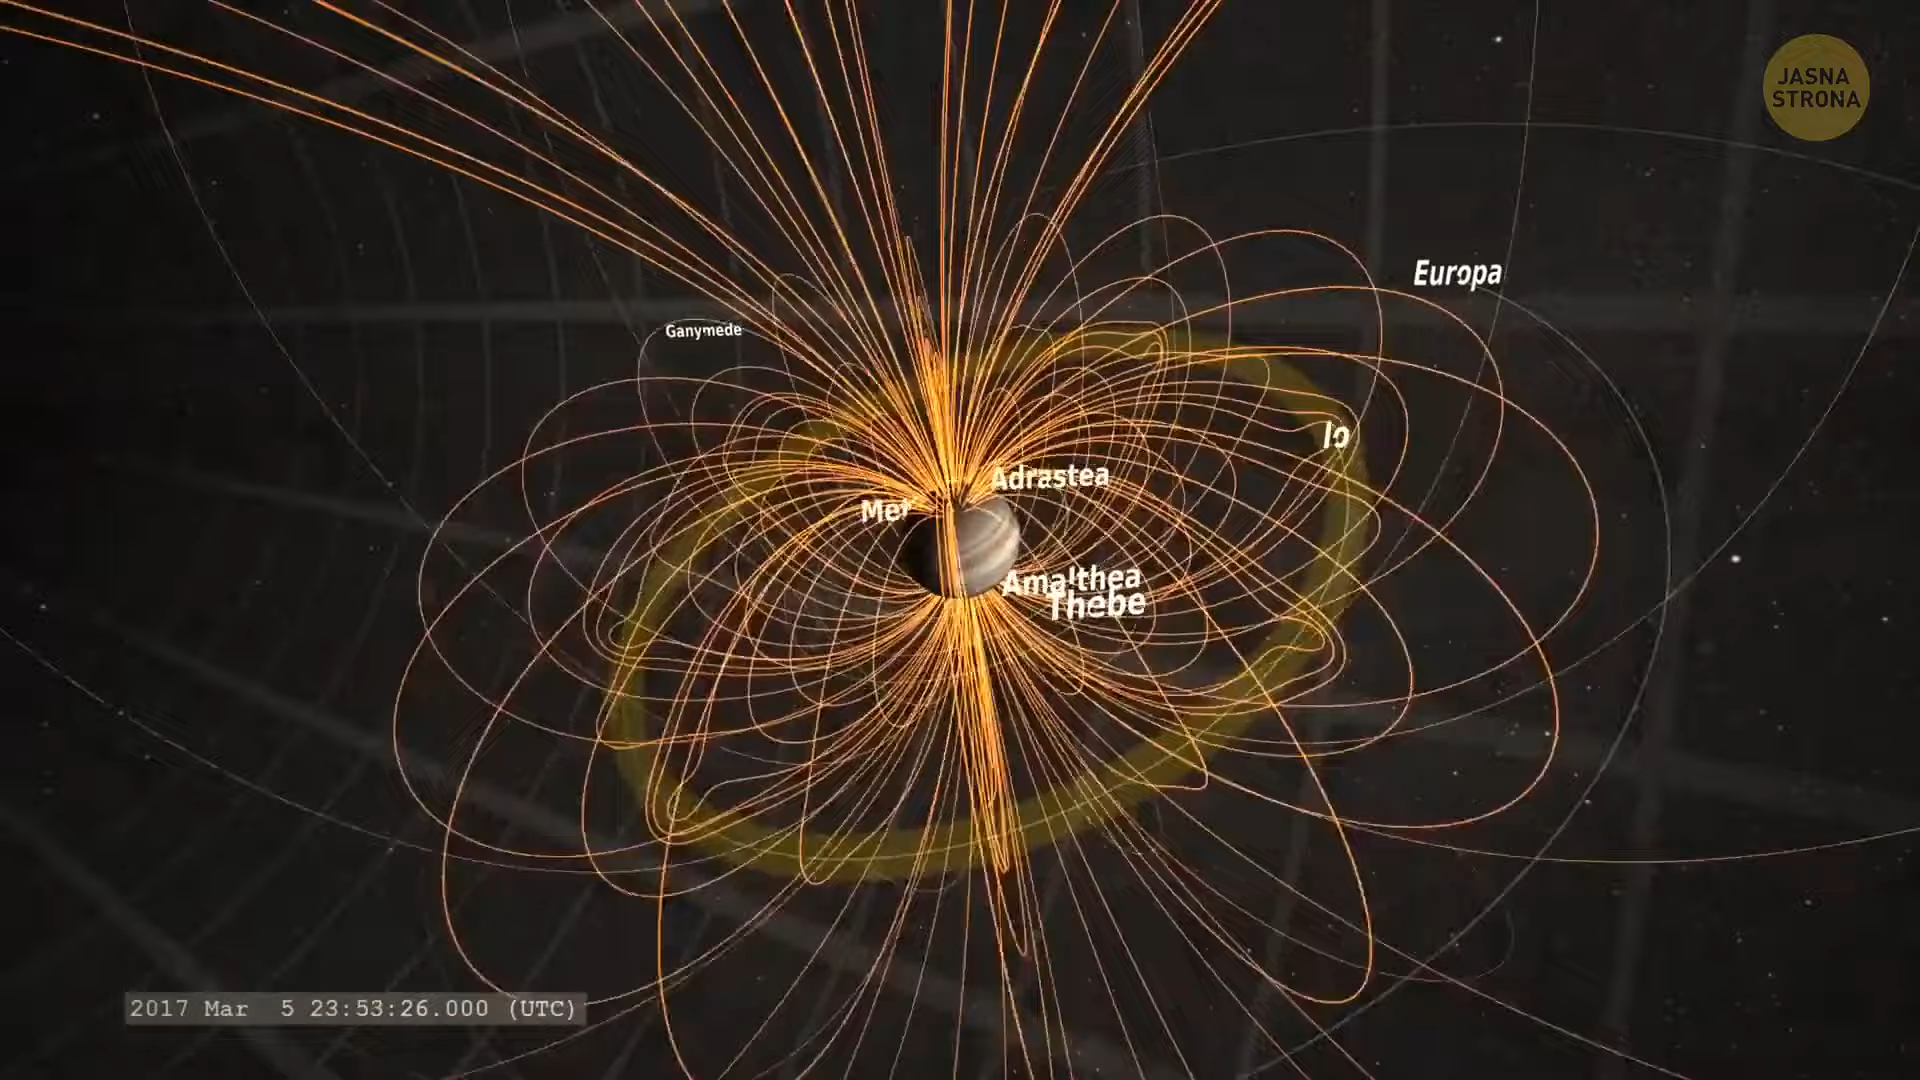 JASNA
STRONA
Europa
Ganymede
Io
Adrastea
Amalthea
Thebe
2017 Mar  5 23:53:26.000 (UTC)